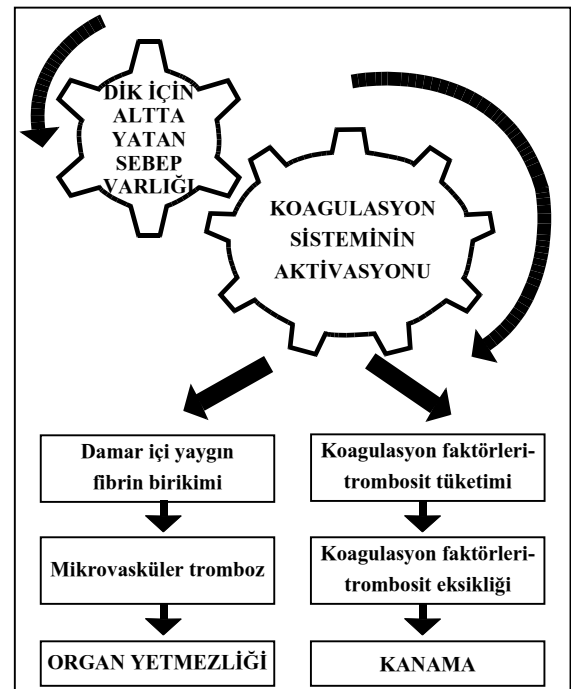 DİK İÇİN
ALTTA
YATAN
SEBEP
VARLIĞI
KOAGULASYON
SİSTEMİNİN
AKTİVASYONU
Damar içi yaygın
fibrin birikimi
Koagulasyon faktörleri-
trombosit tüketimi
Mikrovasküler tromboz
Koagulasyon faktörleri-
trombosit eksikliği
ORGAN YETMEZLİĞİ
KANAMA